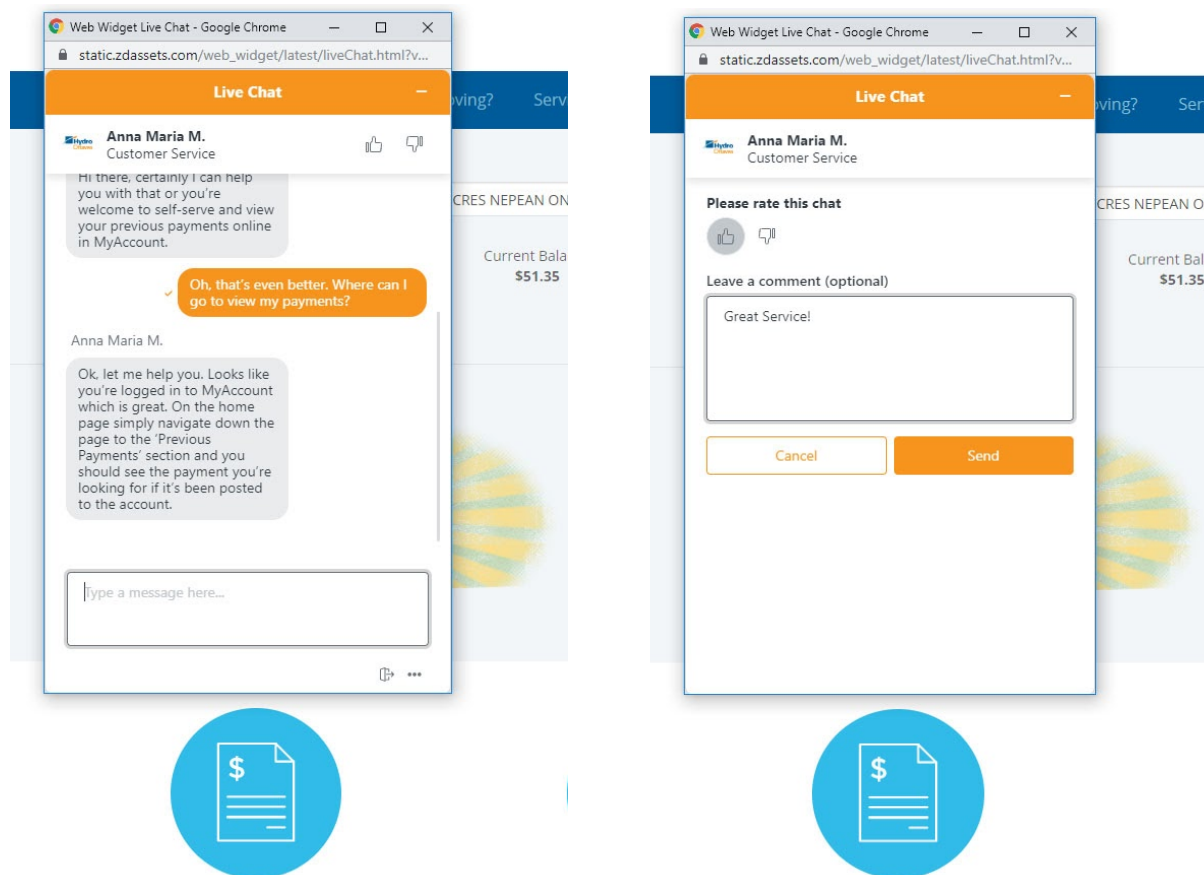 Web Widget Live Chat - Google Chrome
static.zdassets.com/web_widget/latest/liveChat.html?v...
Live Chat
oving?
Serv
Hydro
Ottawa
Anna Maria M.
Customer Service
Hi there, certainly I can help
you with that or you're
welcome to self-serve and view
your previous payments online
in MyAccount.
CRES NEPEAN ON
Current Bala
$51.35
Oh, that's even better. Where can I
go to view my payments?
Anna Maria M.
Ok, let me help you. Looks like
you're logged in to MyAccount
which is great. On the home
page simply navigate down the
page to the 'Previous
Payments' section and you
should see the payment you're
looking for if it's been posted
to the account.
Type a message here...
$
Web Widget Live Chat - Google Chrome
static.zdassets.com/web_widget/latest/liveChat.html?v...
Live Chat
oving?
Ser
Hydro
Ottawa
Anna Maria M.
Customer Service
Please rate this chat
CRES NEPEAN O
Current Bal
$51.35
Leave a comment (optional)
Great Service!
Cancel
Send
$